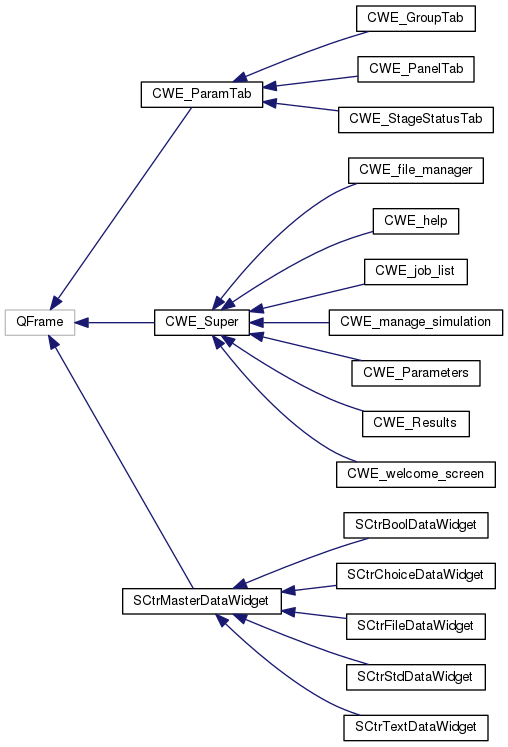 CWE_GroupTab
CWE_PanelTab
CWE_ParamTab
CWE_StageStatusTab
CWE_file_manager
CWE_help
CWE_job_list
QFrame
CWE_Super
CWE_manage_simulation
CWE_Parameters
CWE_Results
CWE_welcome_screen
SCtrBoolDataWidget
SCtrChoiceDataWidget
SCtrMasterDataWidget
SCtrFileDataWidget
SCtrStdDataWidget
SCtrTextDataWidget